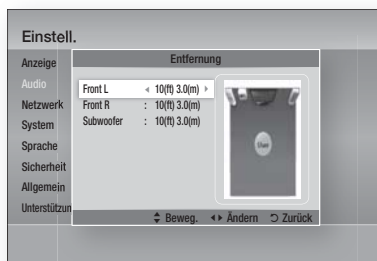 Einstell.
Anzeige
Audio
Netzwerk
System
Sprache
Sicherheit
Allgemein
Unterstützun
Entfernung
Front L ◂ 10(ft) 3.0(m) ▸
Front R : 10(ft) 3.0(m)
Subwoofer : 10(ft) 3.0(m)
User
Beweg. Ändern Zurück